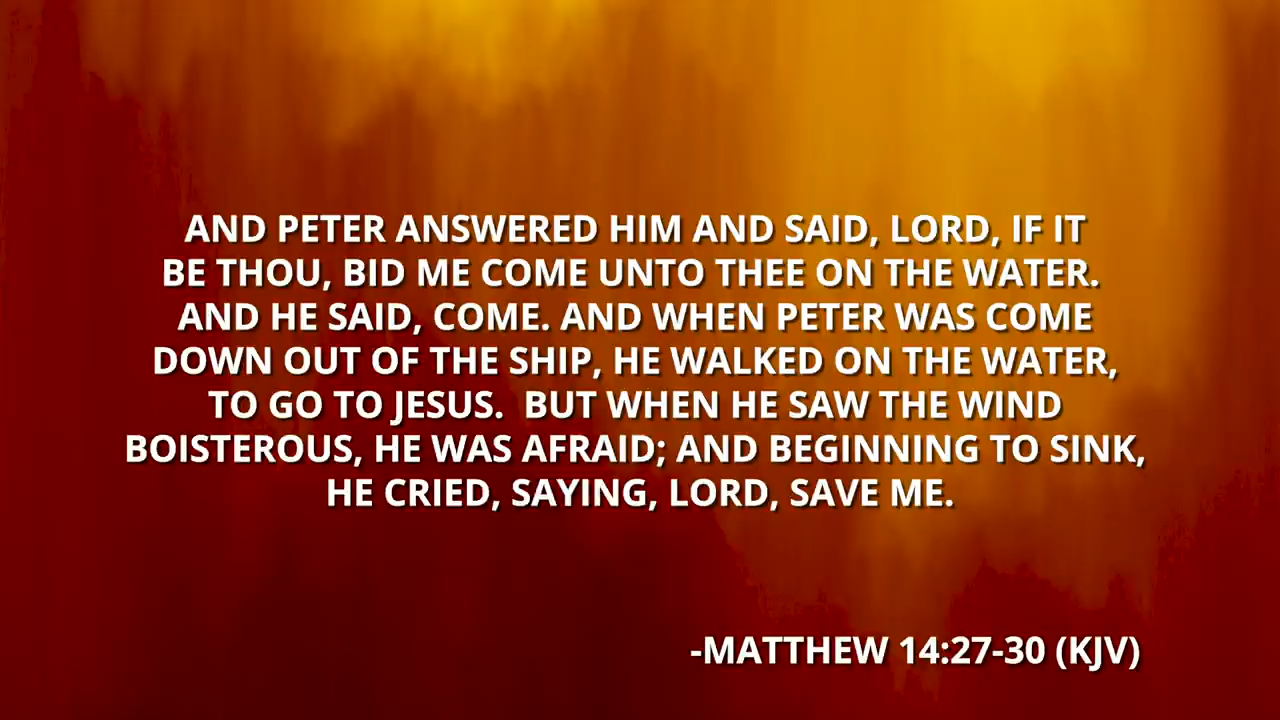 AND PETER ANSWERED HIM AND SAID, LORD, IF IT
BE THOU, BID ME COME UNTO THEE ON THE WATER.
AND HE SAID, COME. AND WHEN PETER WAS COME
DOWN OUT OF THE SHIP, HE WALKED ON THE WATER,
TO GO TO JESUS.  BUT WHEN HE SAW THE WIND
BOISTEROUS, HE WAS AFRAID; AND BEGINNING TO SINK,
HE CRIED, SAYING, LORD, SAVE ME.
-MATTHEW 14:27-30 (KJV)